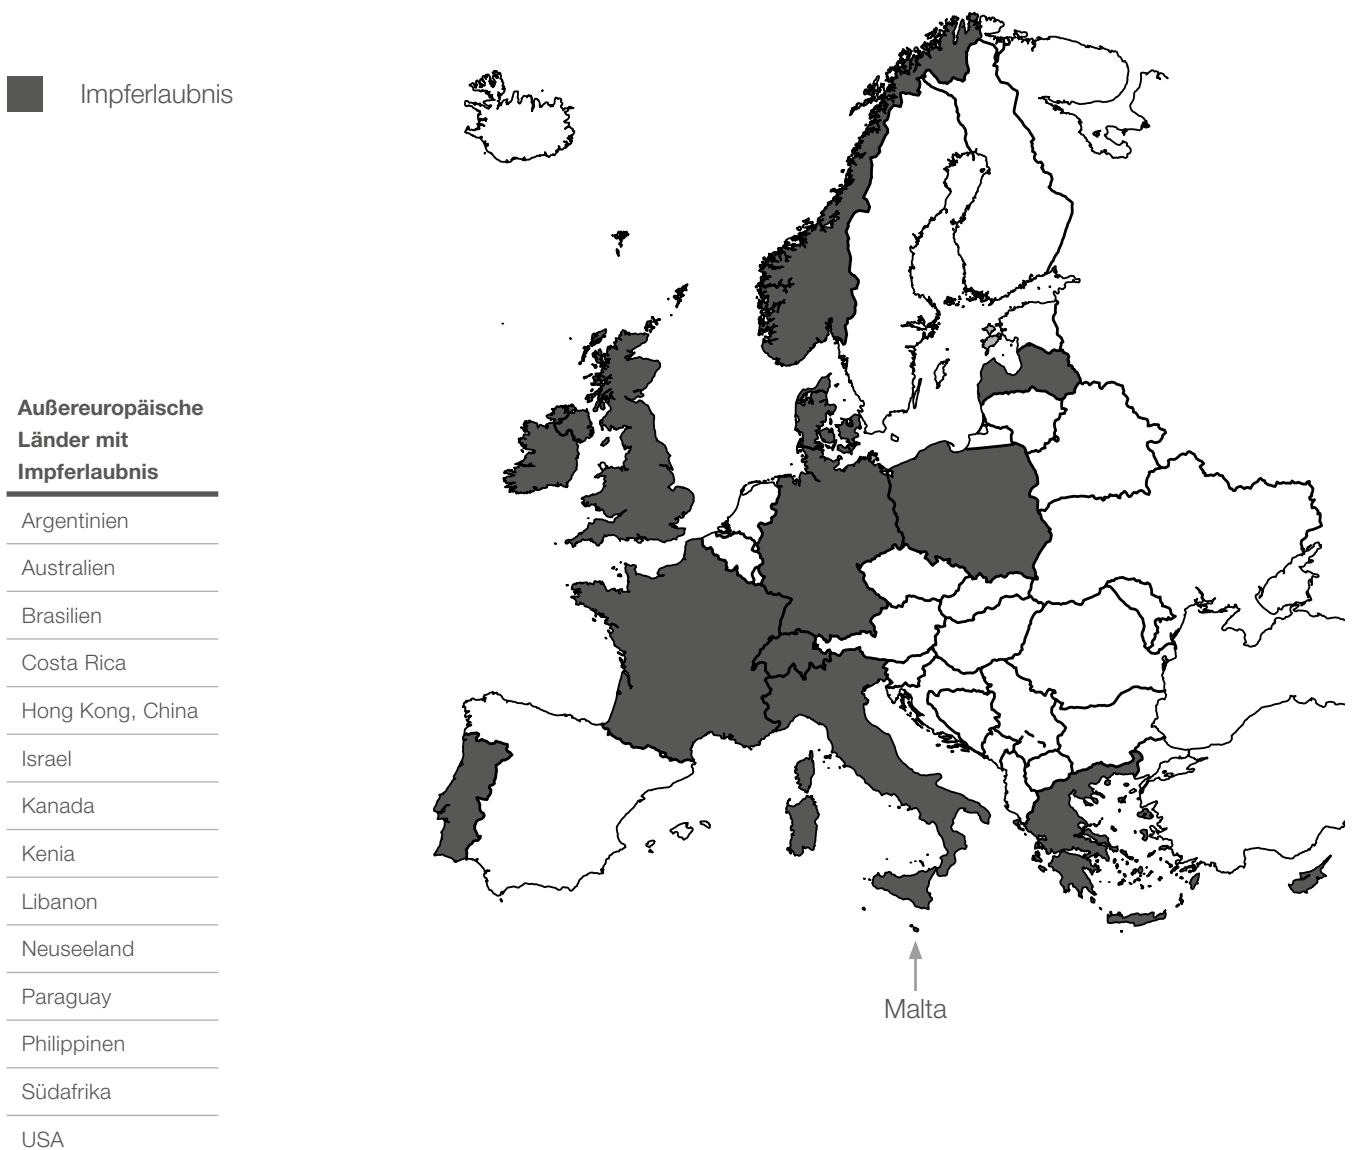 Impferlaubnis
Außereuropäische
Länder mit
Impferlaubnis
Argentinien
Australien
Brasilien
Costa Rica
Hong Kong, China
Israel
Kanada
Kenia
Libanon
Neuseeland
Paraguay
Philippinen
Südafrika
USA
Malta